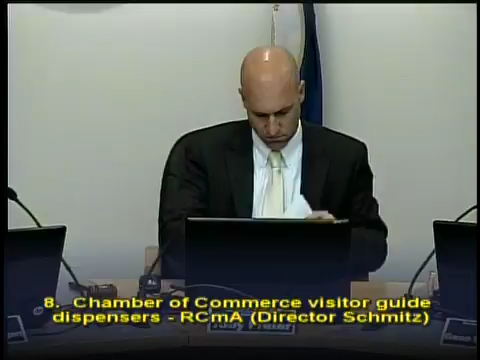 8. Chamber of Commerce visitor guide
dispensers - RCmA (Director Schmitz)